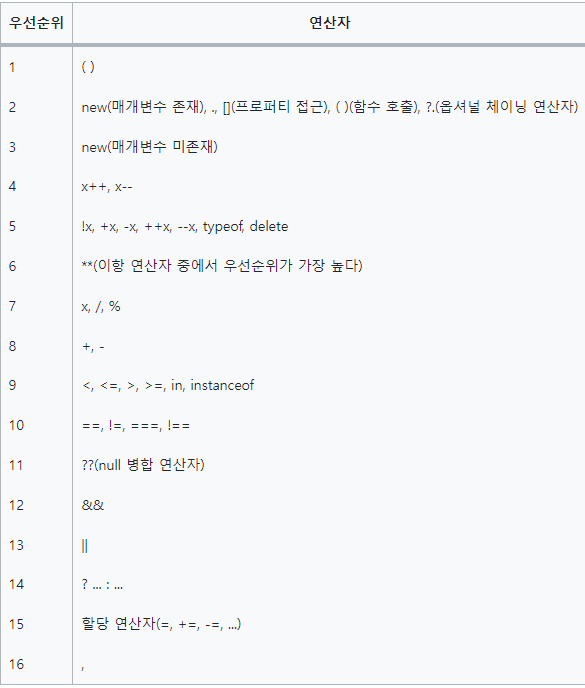 우선순위 연산자
1 ( )
2 new(매개변수 존재), ., [](프로퍼티 접근), ( )(함수 호출), ?.(옵셔널 체이닝 연산자)
3 new(매개변수 미존재)
4 x++, x--
5 !x, +x, -x, ++x, --x, typeof, delete
6 **(이항 연산자 중에서 우선순위가 가장 높다)
7 x, /, %
8 +, -
9 <, <=, >, >=, in, instanceof
10 ==, !=, ===, !==
11 ??(null 병합 연산자)
12 &&
13 ||
14 ? ... : ...
15 할당 연산자(=, +=, -=, ...)
16 ,